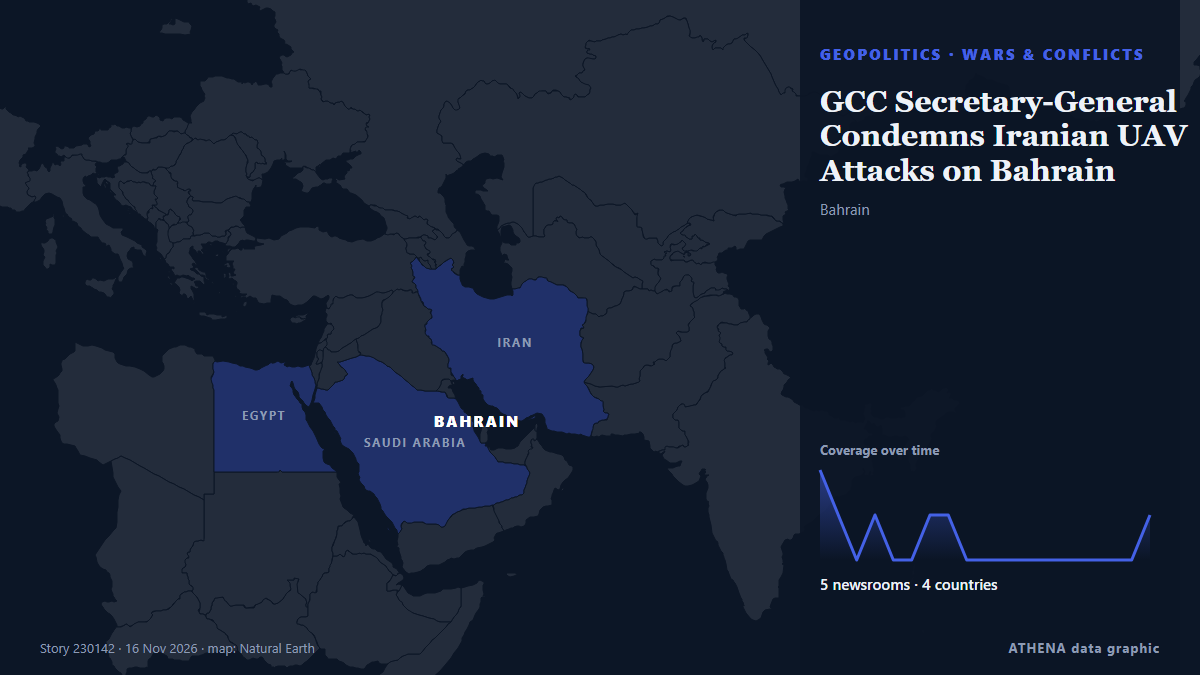 GEOPOLITICS · WARS & CONFLICTS
GCC Secretary-General
Condemns Iranian UAV
Attacks on Bahrain
Bahrain
IRAN
EGYPT
BAHRAIN
SAUDI ARABIA
Coverage over time
5 newsrooms · 4 countries
Story 230142 · 16 Nov 2026 · map: Natural Earth
ATHENA data graphic